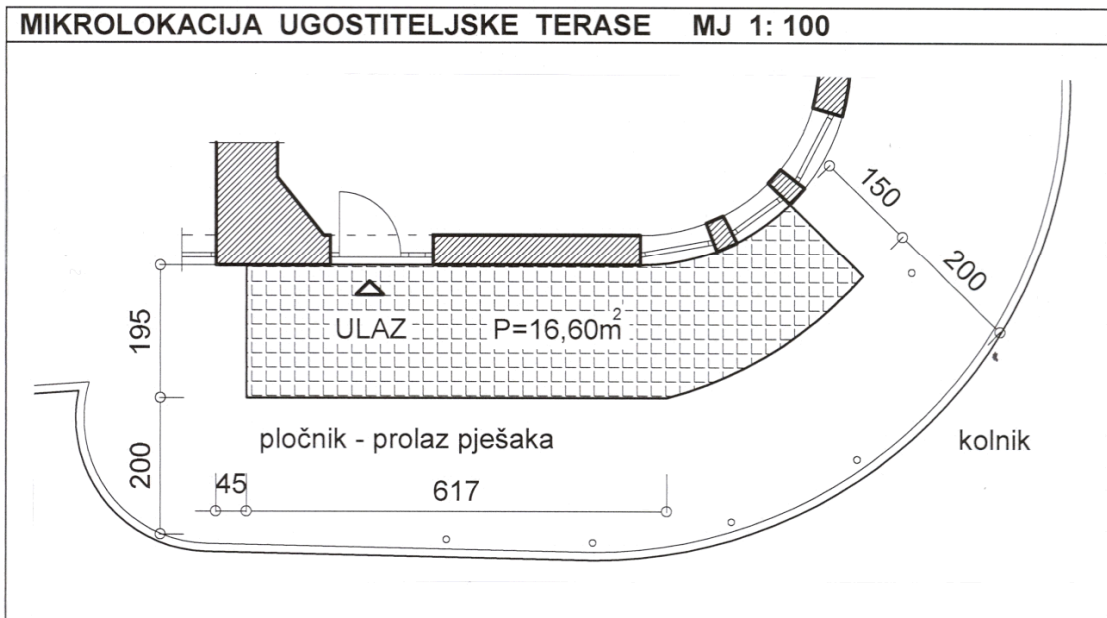 MIKROLOKACIJA UGOSTITELJSKE TERASE MJ 1: 100
150
200
195
ULAZ P=16,60m²
pločnik - prolaz pješaka
kolnik
200
45
617